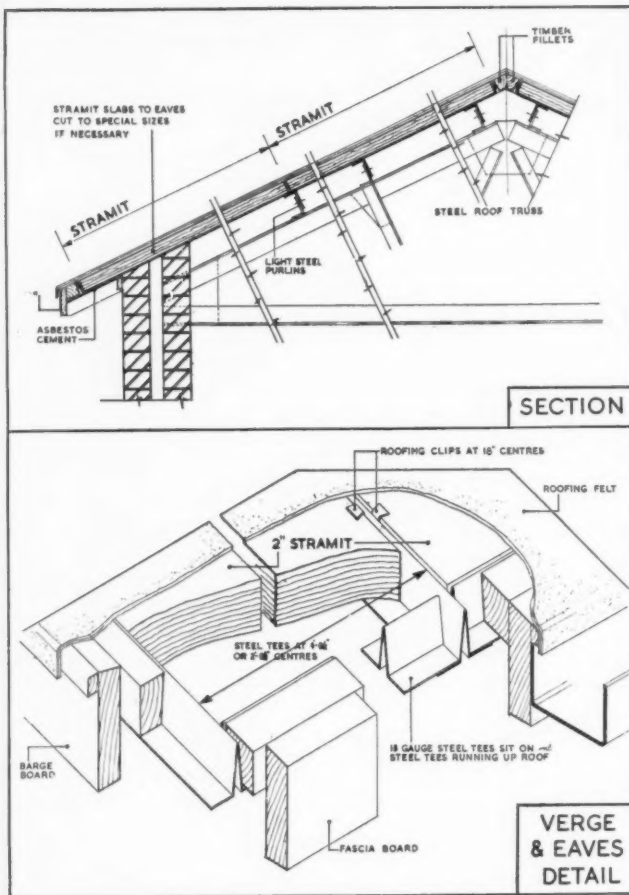 TIMBER
FILLETS
STRAMIT SLABS TO EAVES
CUT TO SPECIAL SIZES
IF NECESSARY
STRAMIT
STRAMIT
STEEL ROOF TRUSS
LIGHT STEEL
PURLINS
ASBESTOS
CEMENT
SECTION
ROOFING CLIPS AT 18" CENTRES
ROOFING FELT
2" STRAMIT
STEEL TEES AT
OR CENTRES
BARGE
BOARD
18 GAUGE STEEL TEES SIT ON
STEEL TEES RUNNING UP ROOF
FASCIA BOARD
VERGE
& EAVES
DETAIL